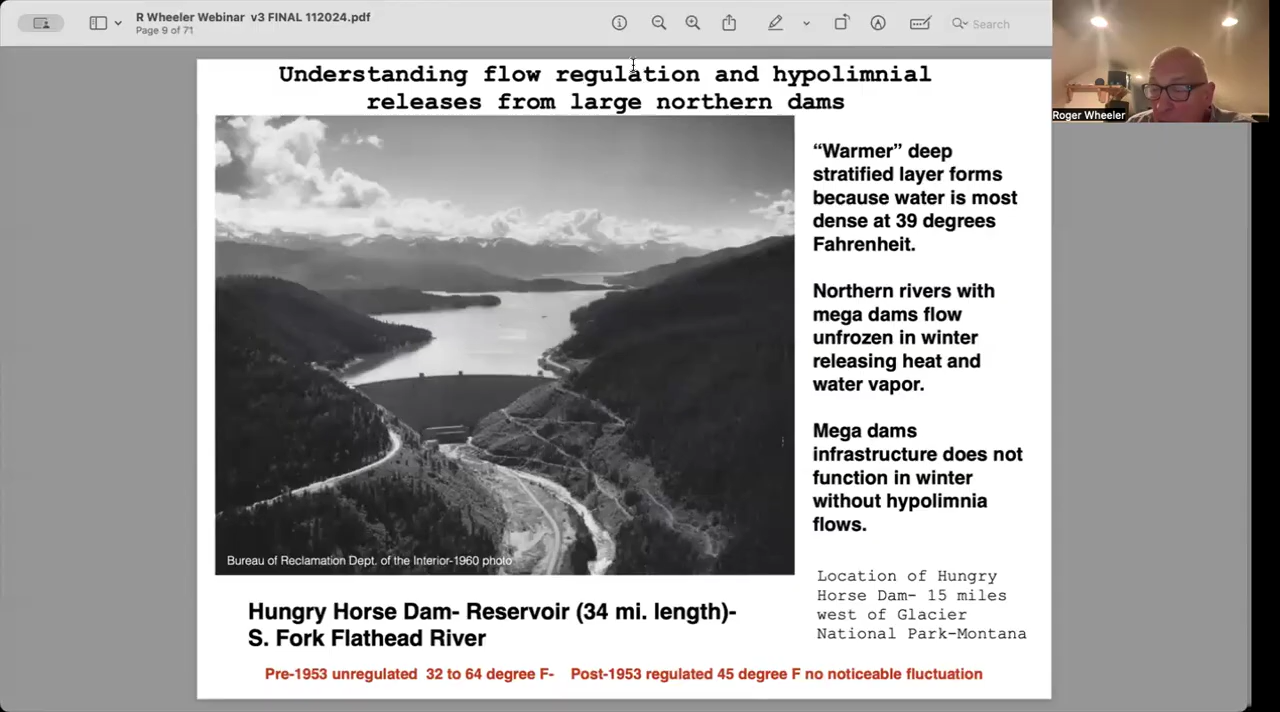 R Wheeler Webinar v3 FINAL 112024.pdf
Page 9 of 71
Search
Roger Wheeler
Understanding flow regulation and hypolimnial
releases from large northern dams
“Warmer” deep
stratified layer forms
because water is most
dense at 39 degrees
Fahrenheit.
Northern rivers with
mega dams flow
unfrozen in winter
releasing heat and
water vapor.
Mega dams
infrastructure does not
function in winter
without hypolimnia
flows.
Bureau of Reclamation Dept. of the Interior-1960 photo
Location of Hungry
Horse Dam- 15 miles
west of Glacier
National Park-Montana
Hungry Horse Dam- Reservoir (34 mi. length)-
S. Fork Flathead River
Pre-1953 unregulated 32 to 64 degree F- Post-1953 regulated 45 degree F no noticeable fluctuation